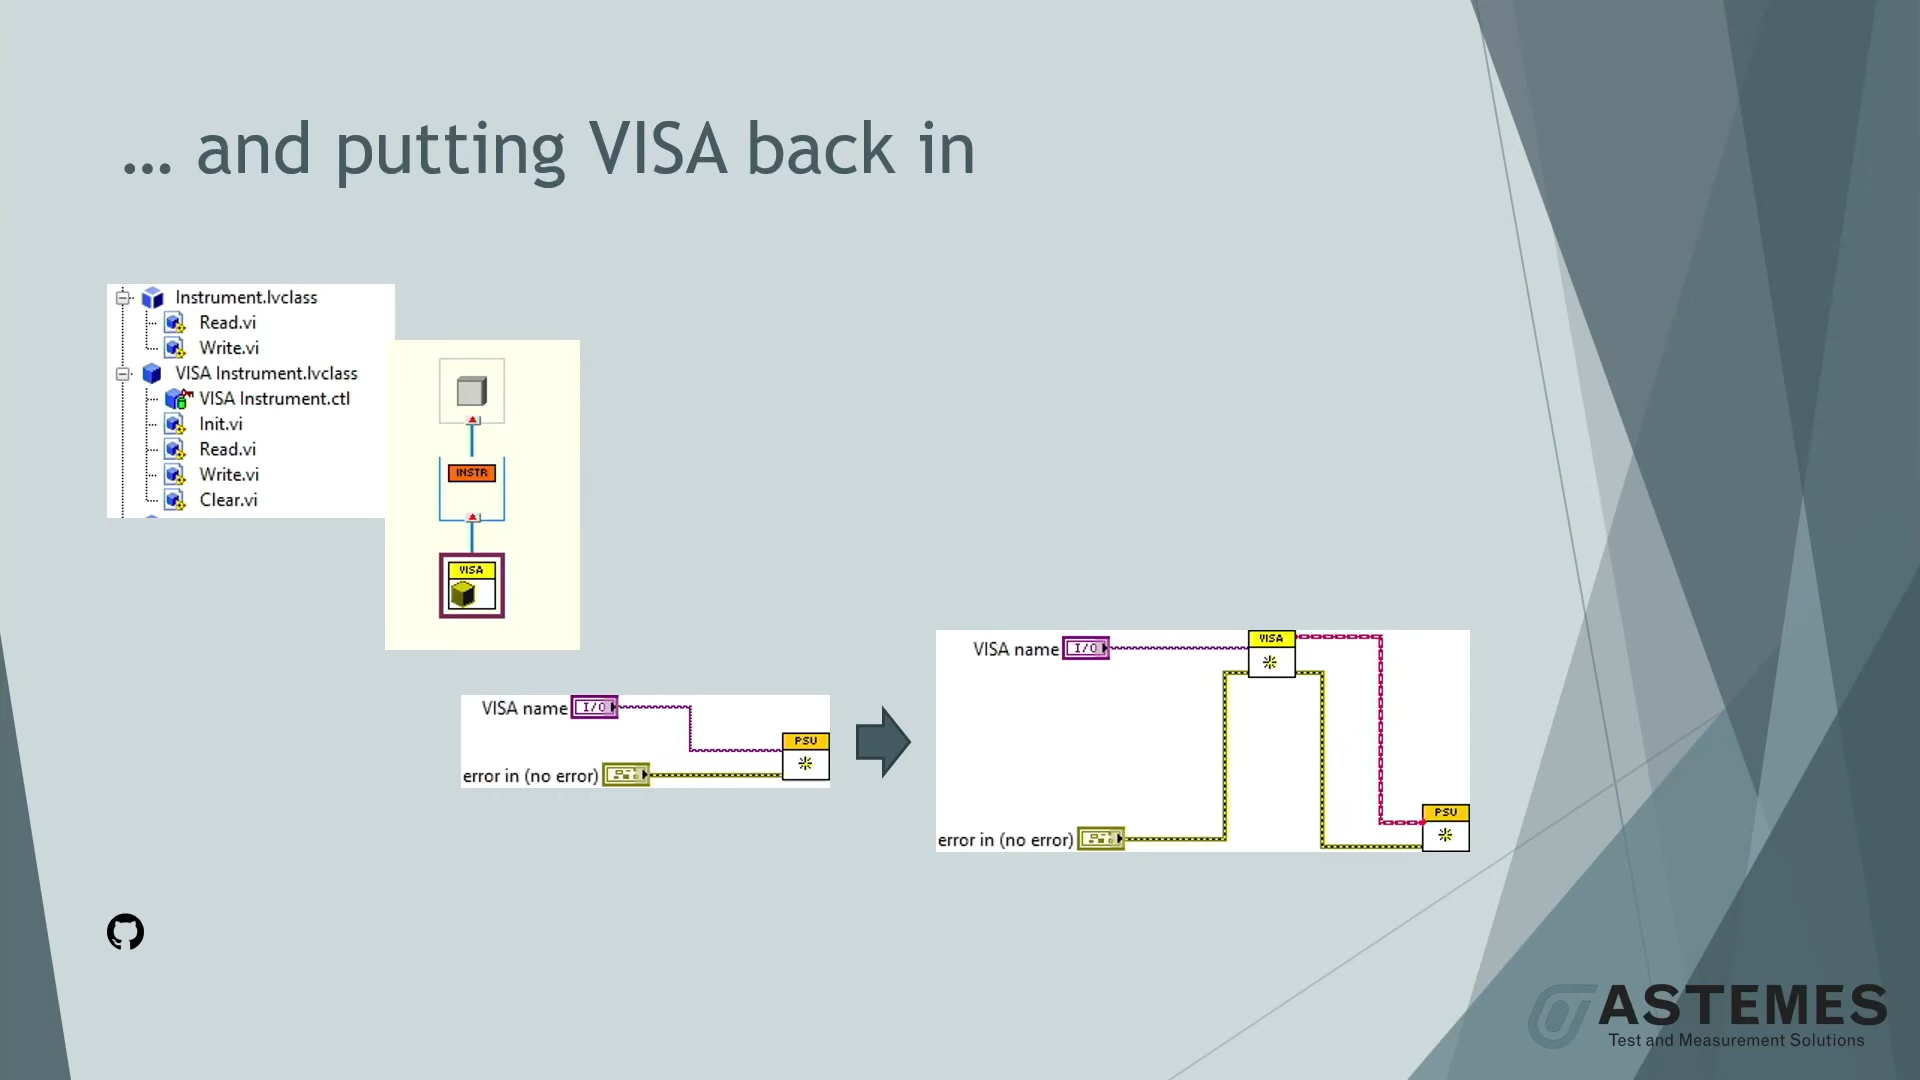 … and putting VISA back in
Instrument.lvclass
Read.vi
Write.vi
VISA Instrument.lvclass
VISA Instrument.ctl
Init.vi
Read.vi
Write.vi
Clear.vi
INSTR
VISA
VISA name I/O
PSU
error in (no error)
VISA
VISA name I/O
PSU
error in (no error)
ASTEMES
Test and Measurement Solutions